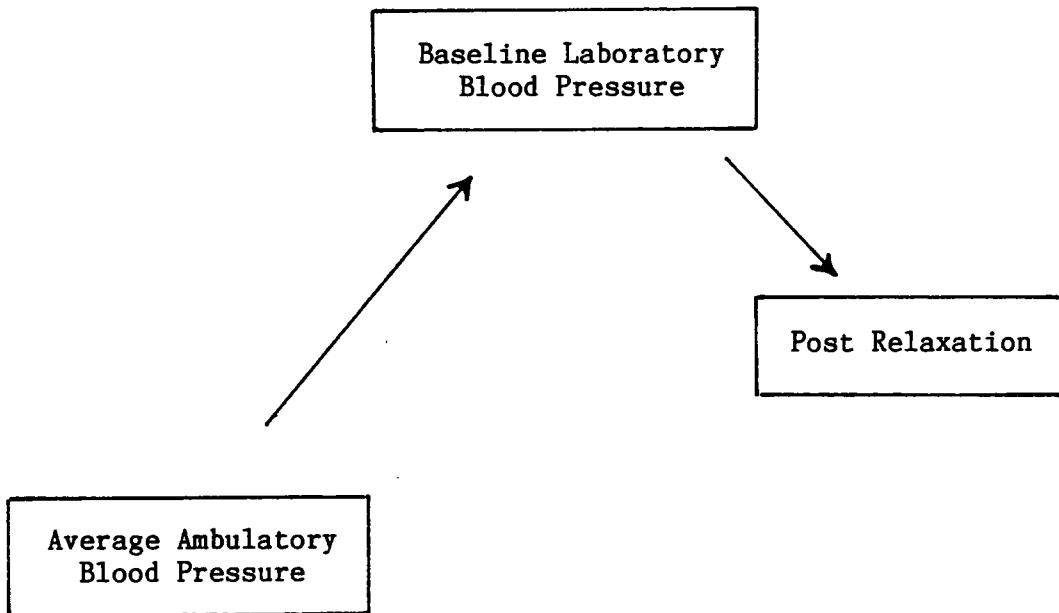 Baseline Laboratory
Blood Pressure
Post Relaxation
Average Ambulatory
Blood Pressure